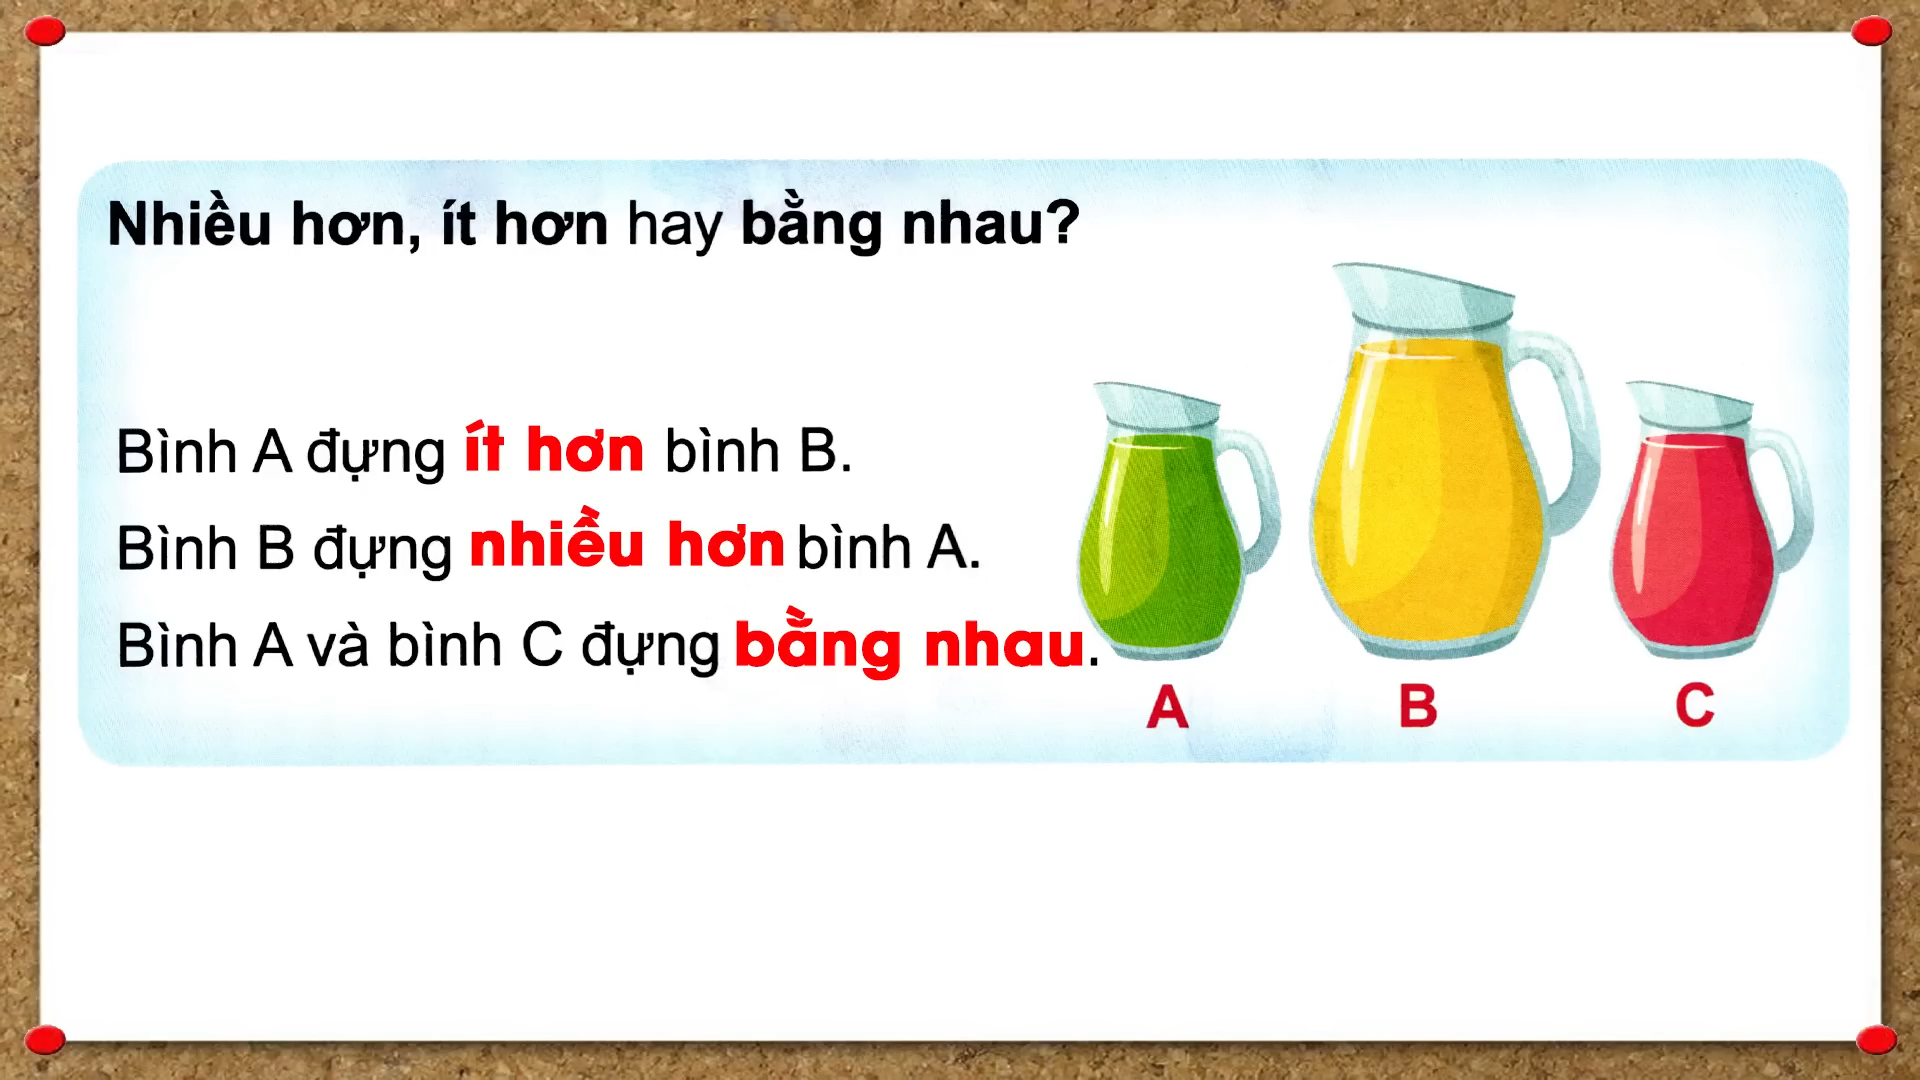 Nhiều hơn, ít hơn hay bằng nhau?
Bình A đựng ít hơn bình B.
Bình B đựng nhiều hơn bình A.
Bình A và bình C đựng bằng nhau.
A B C